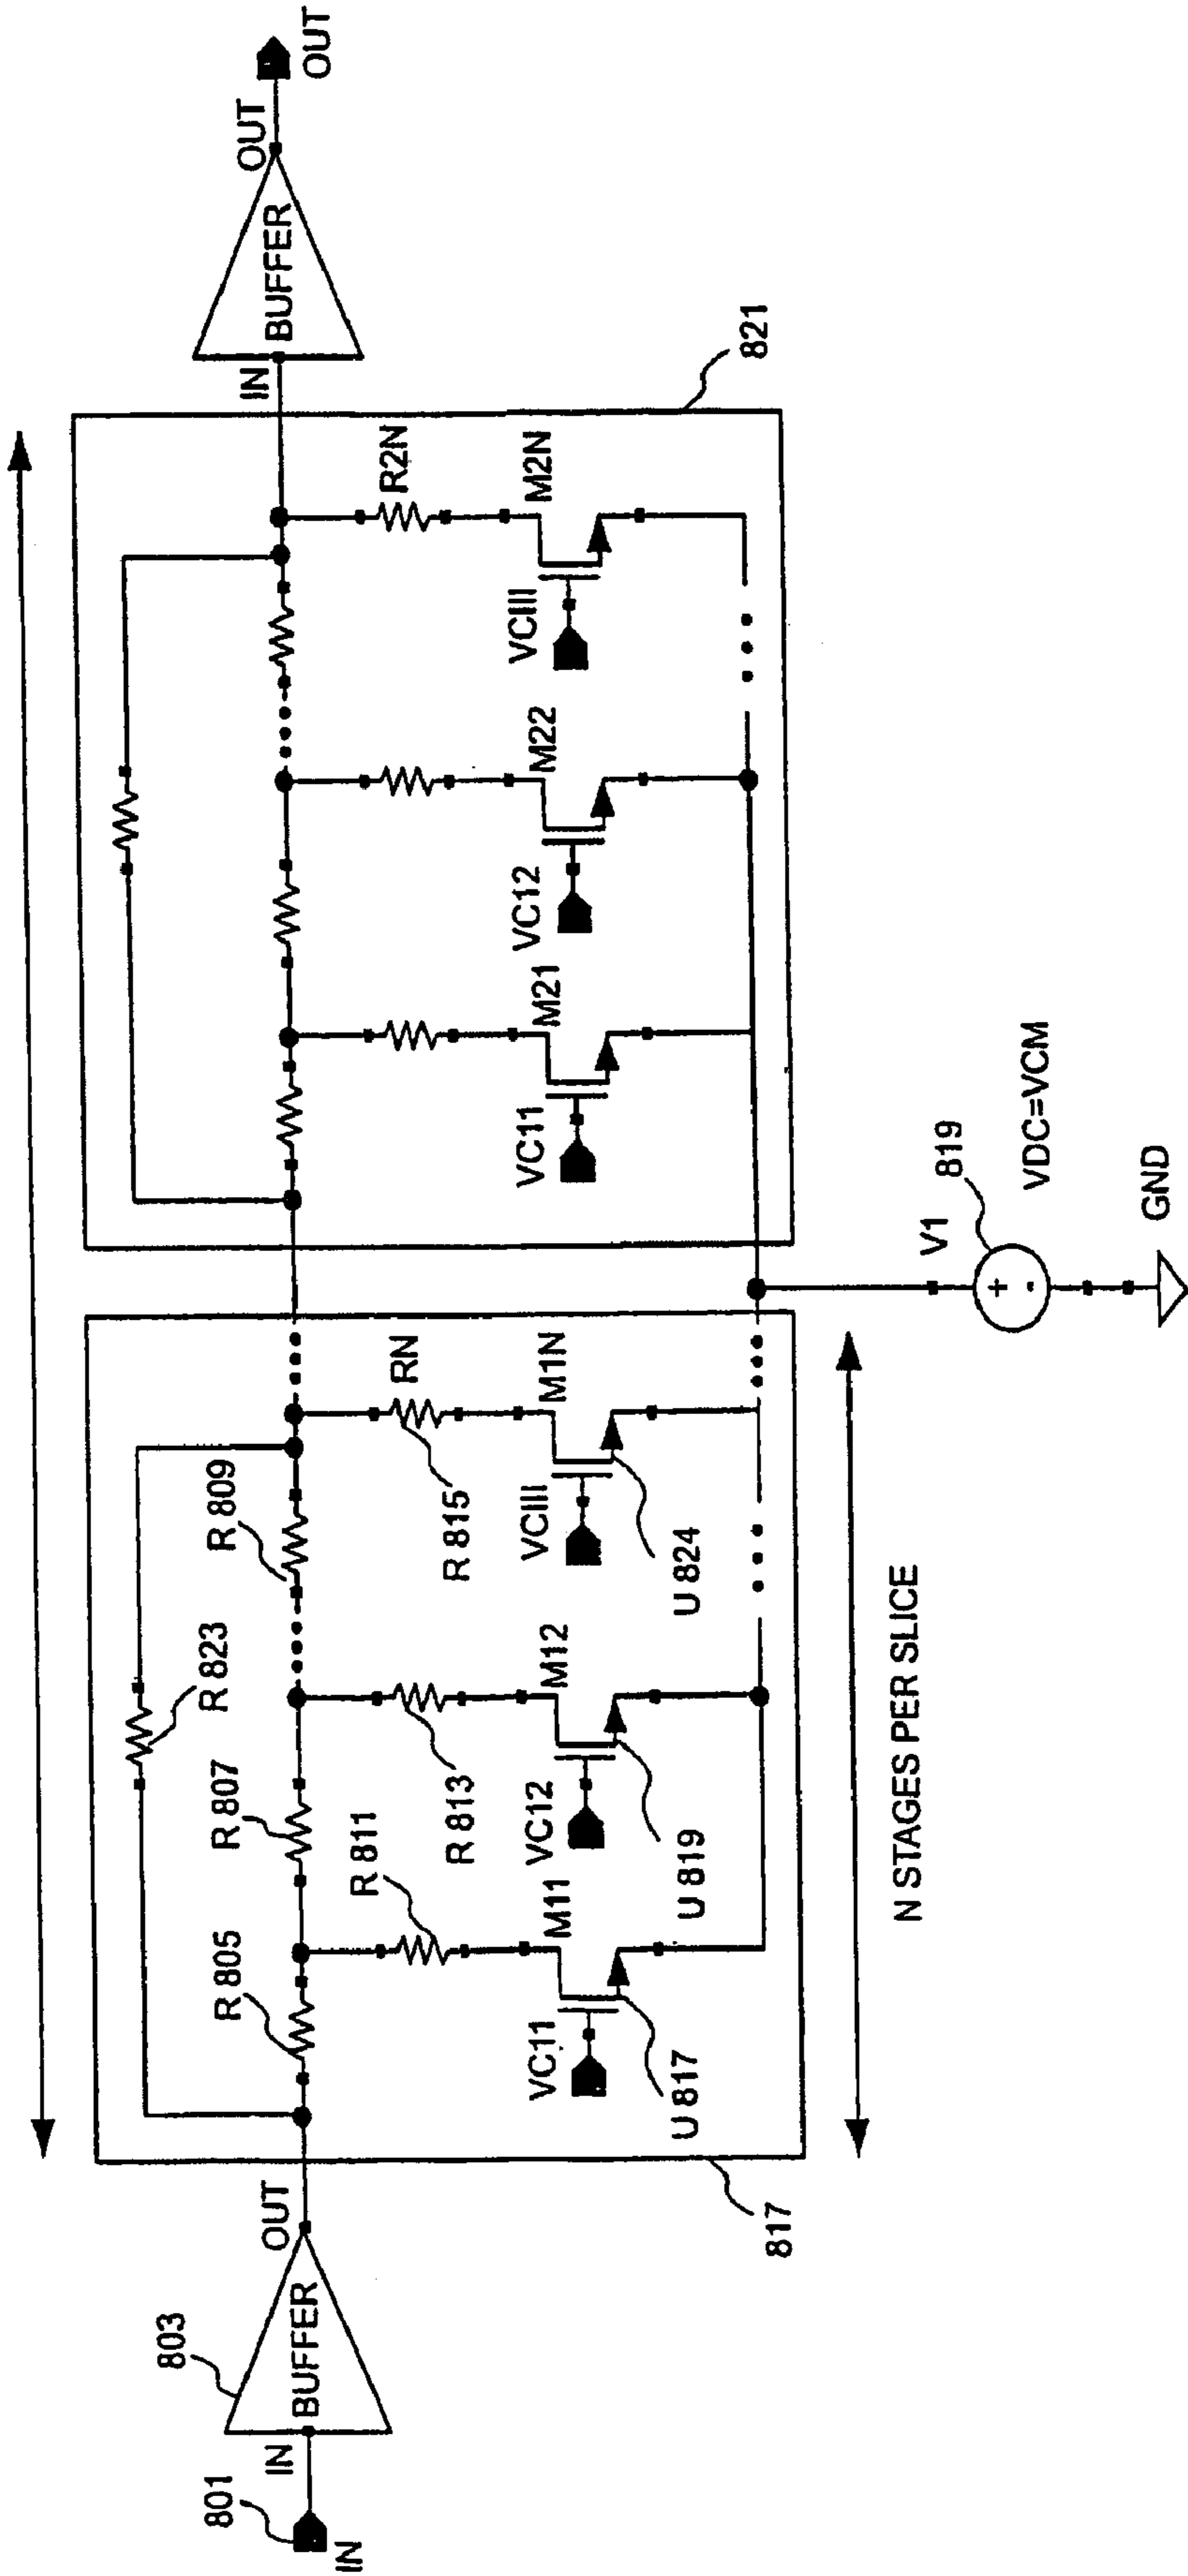 801
IN
IN
BUFFER
803
OUT
817
R 805
R 807
R 823
R 809
R 811
R 813
R 815
RN
VC11
M11
U 817
VC12
M12
U 819
VCIII
M1N
U 824
N STAGES PER SLICE
V1
819
VDC=VCM
GND
VC11
M21
VC12
M22
VCIII
M2N
R2N
821
IN
BUFFER
OUT
OUT